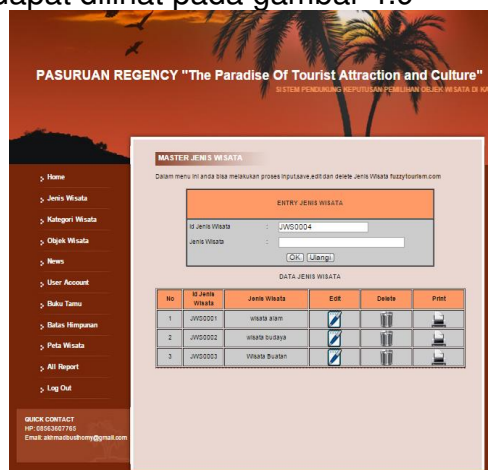 dapat dilihat pada gambar 4.
PASURUAN REGENCY "The Paradise Of Tourist Attraction and Culture"
SISTEM PENDUKUNG KEPUTUSAN PEMILIHAN OBJEK WISATA DI KA
MASTER JENIS WISATA
Dalam menu ini anda bisa melakukan proses input,save,edit dan delete Jenis Wisata fuzzytourism.com
Home
Jenis Wisata
Kategori Wisata
Objek Wisata
News
User Account
Buku Tamu
Batas Himpunan
Peta Wisata
All Report
Log Out
ENTRY JENIS WISATA
Id Jenis Wisata : JWS0004
Jenis Wisata :
OK Ulangi
DATA JENIS WISATA
No Id Jenis Wisata Jenis Wisata Edit Delete Print
1 JWS0001 wisata alam
2 JWS0002 wisata budaya
3 JWS0003 Wisata Buatan
QUICK CONTACT
HP: 08563607765
Email: akhmadbusthomy@gmail.com